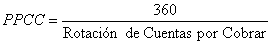 PPCC = 360
Rotación de Cuentas por Cobrar